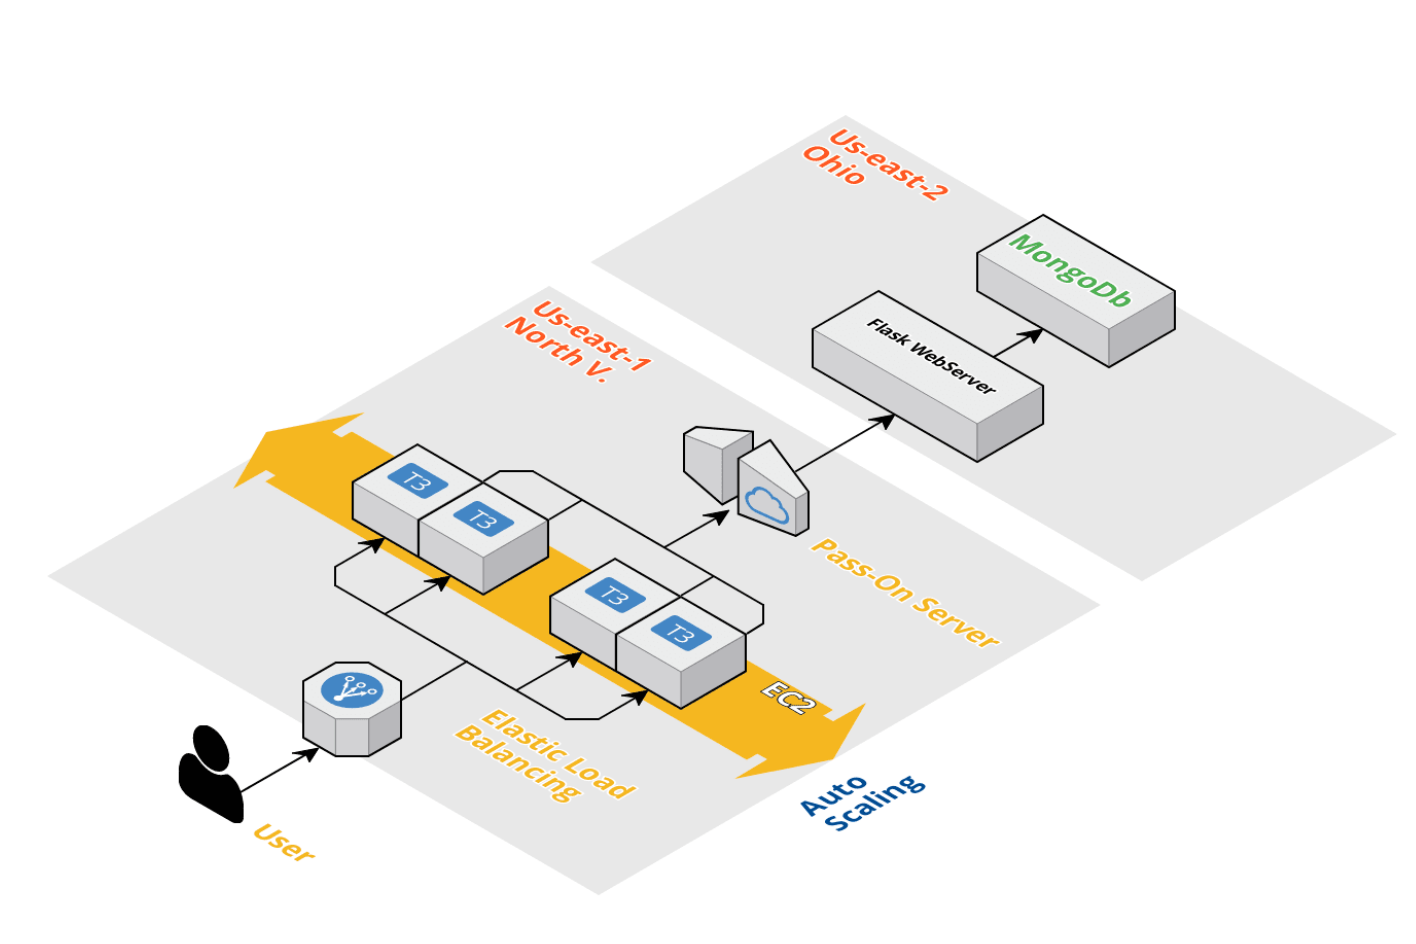 Us-east-2
Ohio
MongoDb
Flask WebServer
Us-east-1
North V.
T3
T3
T3
T3
Pass-On Server
EC2
Elastic Load
Balancing
Auto
Scaling
User